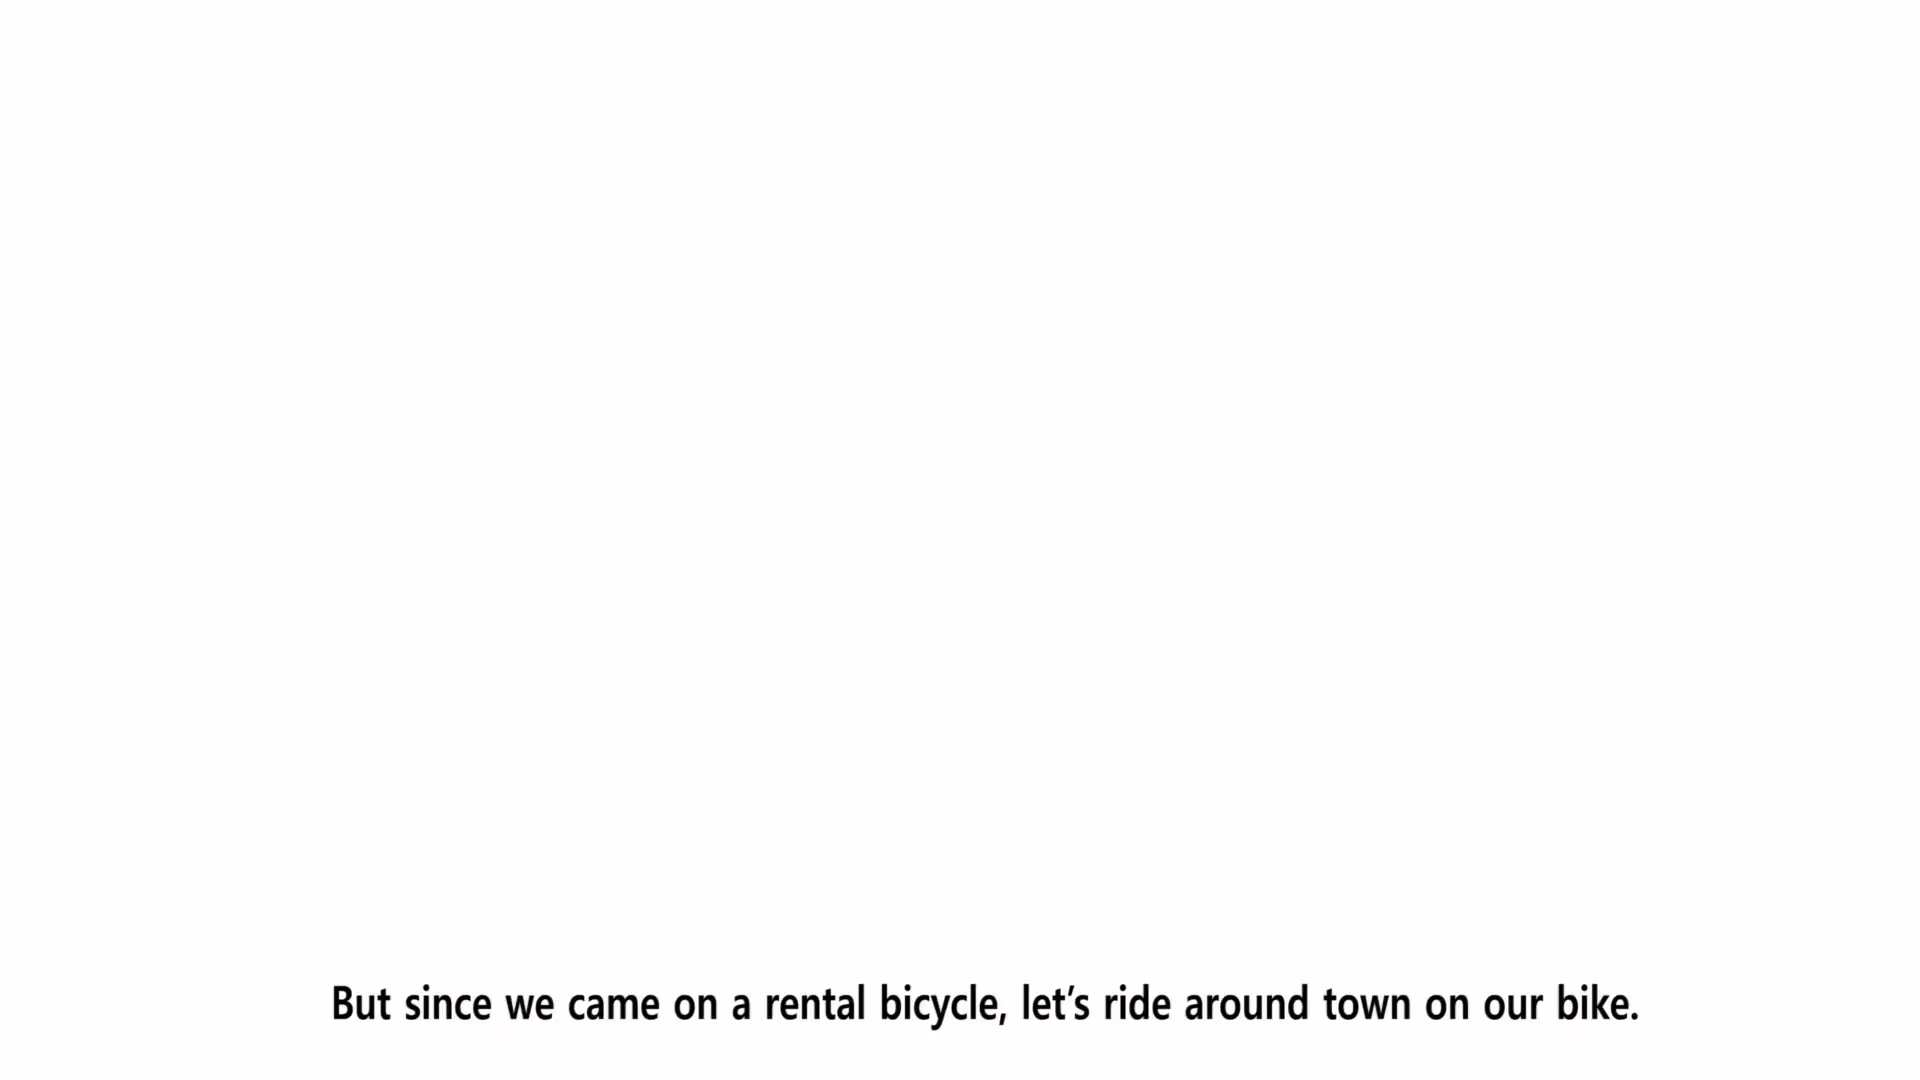 But since we came on a rental bicycle, let’s ride around town on our bike.